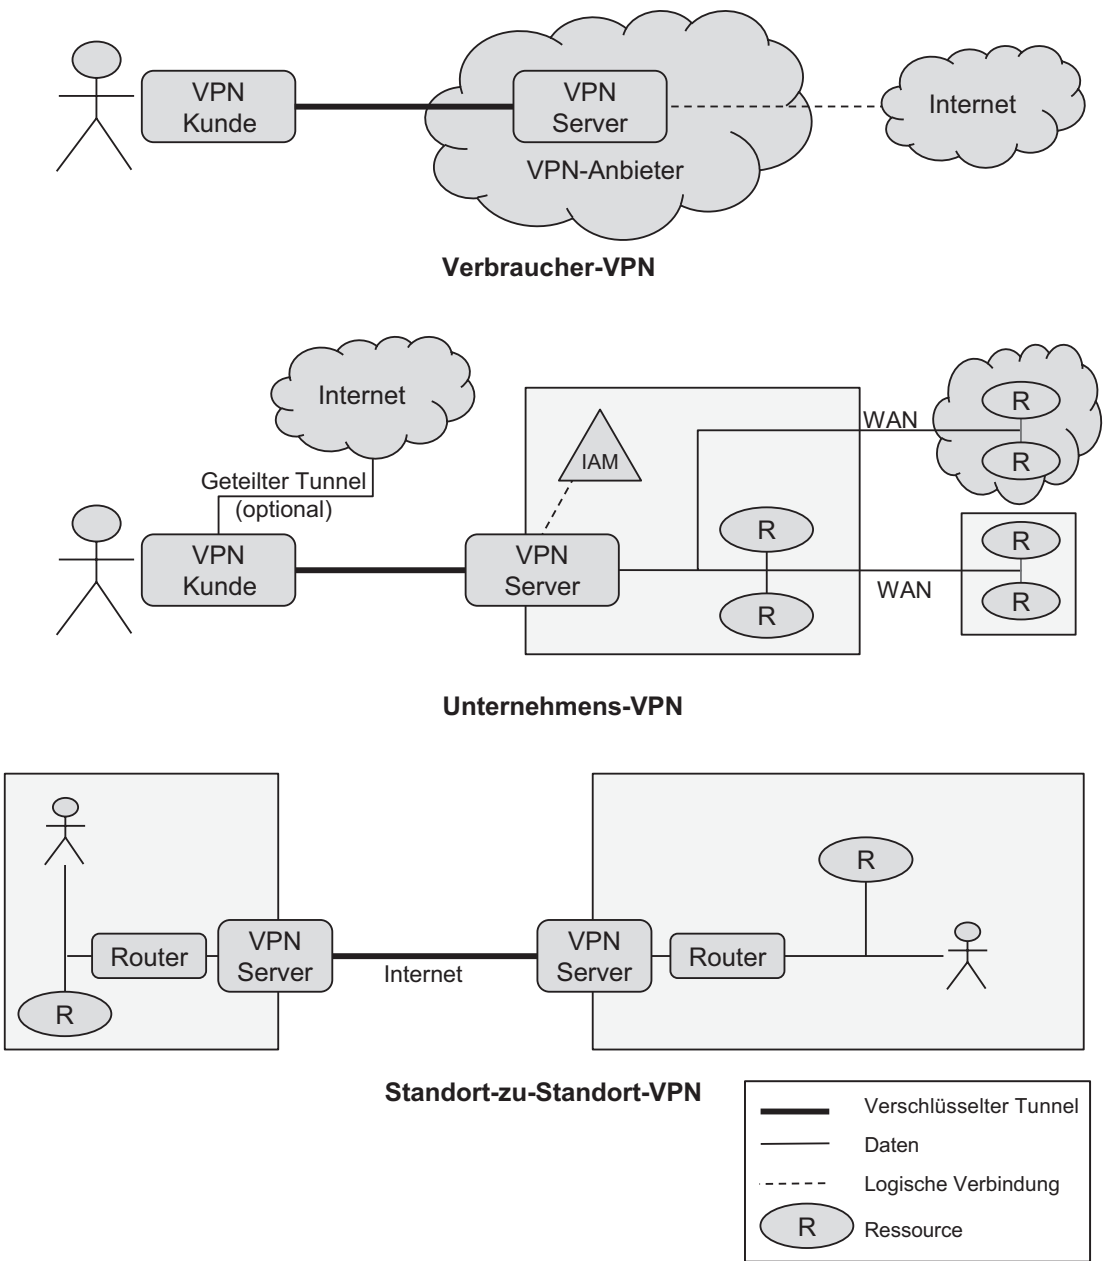 VPN
Kunde
VPN
Server
VPN-Anbieter
Internet
Verbraucher-VPN
Internet
Geteilter Tunnel
(optional)
VPN
Kunde
VPN
Server
IAM
R
R
WAN
R
R
WAN
R
R
Unternehmens-VPN
R
Router
VPN
Server
Internet
VPN
Server
Router
R
Standort-zu-Standort-VPN
Verschlüsselter Tunnel
Daten
Logische Verbindung
R
Ressource